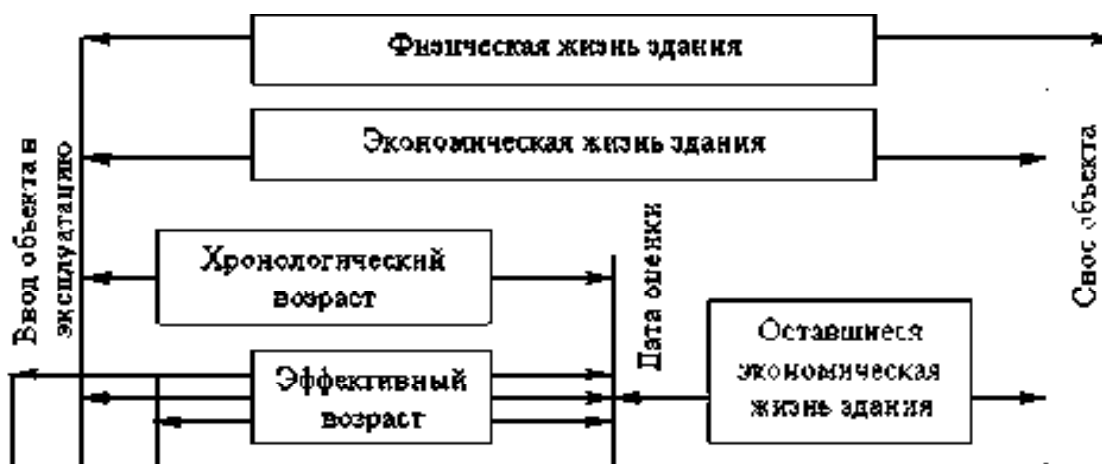 Физическая жизнь здания
Экономическая жизнь здания
Ввод объекта в
эксплуатацию
Хронологический
возраст
Эффективный
возраст
Дата оценки
Оставшиеся
экономическая
жизнь здания
Снос объекта